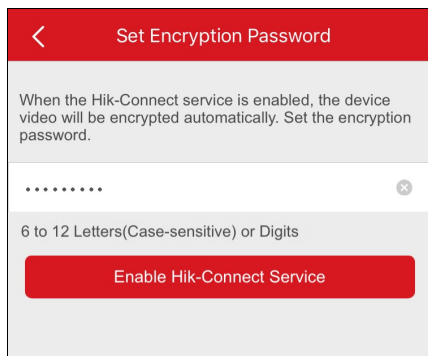 Set Encryption Password
When the Hik-Connect service is enabled, the device
video will be encrypted automatically. Set the encryption
password.
•••••••••
6 to 12 Letters(Case-sensitive) or Digits
Enable Hik-Connect Service